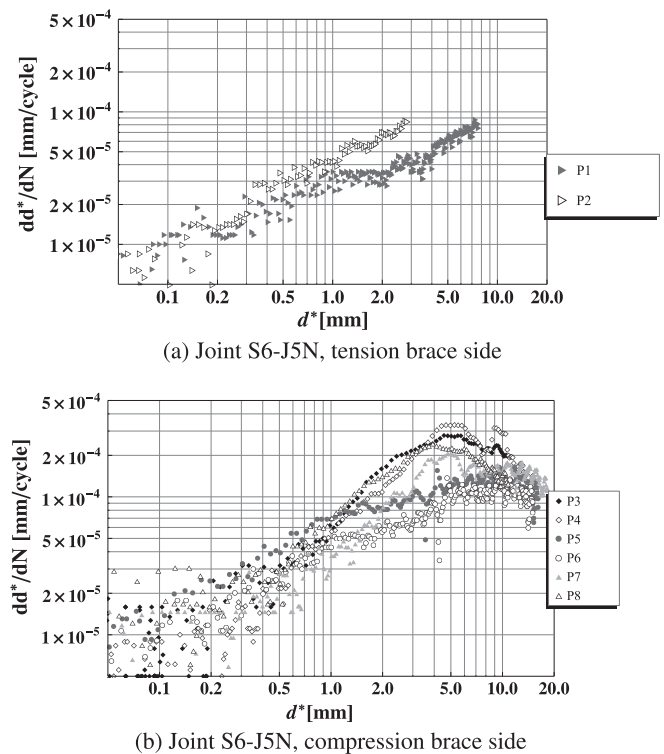 5×10⁻⁴
2×10⁻⁴
1×10⁻⁴
5×10⁻⁵
2×10⁻⁵
1×10⁻⁵
dd*/dN [mm/cycle]
0.1 0.2 0.5 1.0 2.0 5.0 10.0 20.0
d*[mm]
P1
P2
(a) Joint S6-J5N, tension brace side
5×10⁻⁴
2×10⁻⁴
1×10⁻⁴
5×10⁻⁵
2×10⁻⁵
1×10⁻⁵
dd*/dN [mm/cycle]
0.1 0.2 0.5 1.0 2.0 5.0 10.0 20.0
d*[mm]
P3
P4
P5
P6
P7
P8
(b) Joint S6-J5N, compression brace side